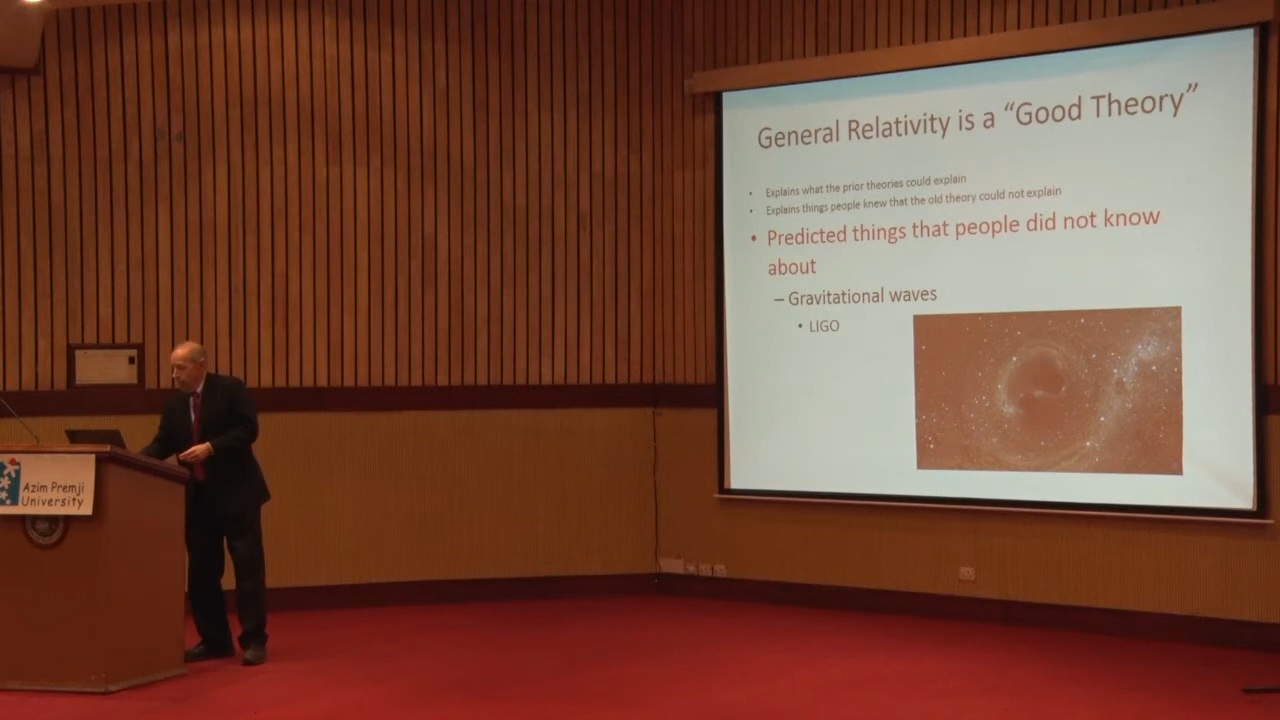 General Relativity is a “Good Theory”
• Explains what the prior theories could explain
• Explains things people knew that the old theory could not explain
• Predicted things that people did not know
about
– Gravitational waves
• LIGO
Azim Premji
University